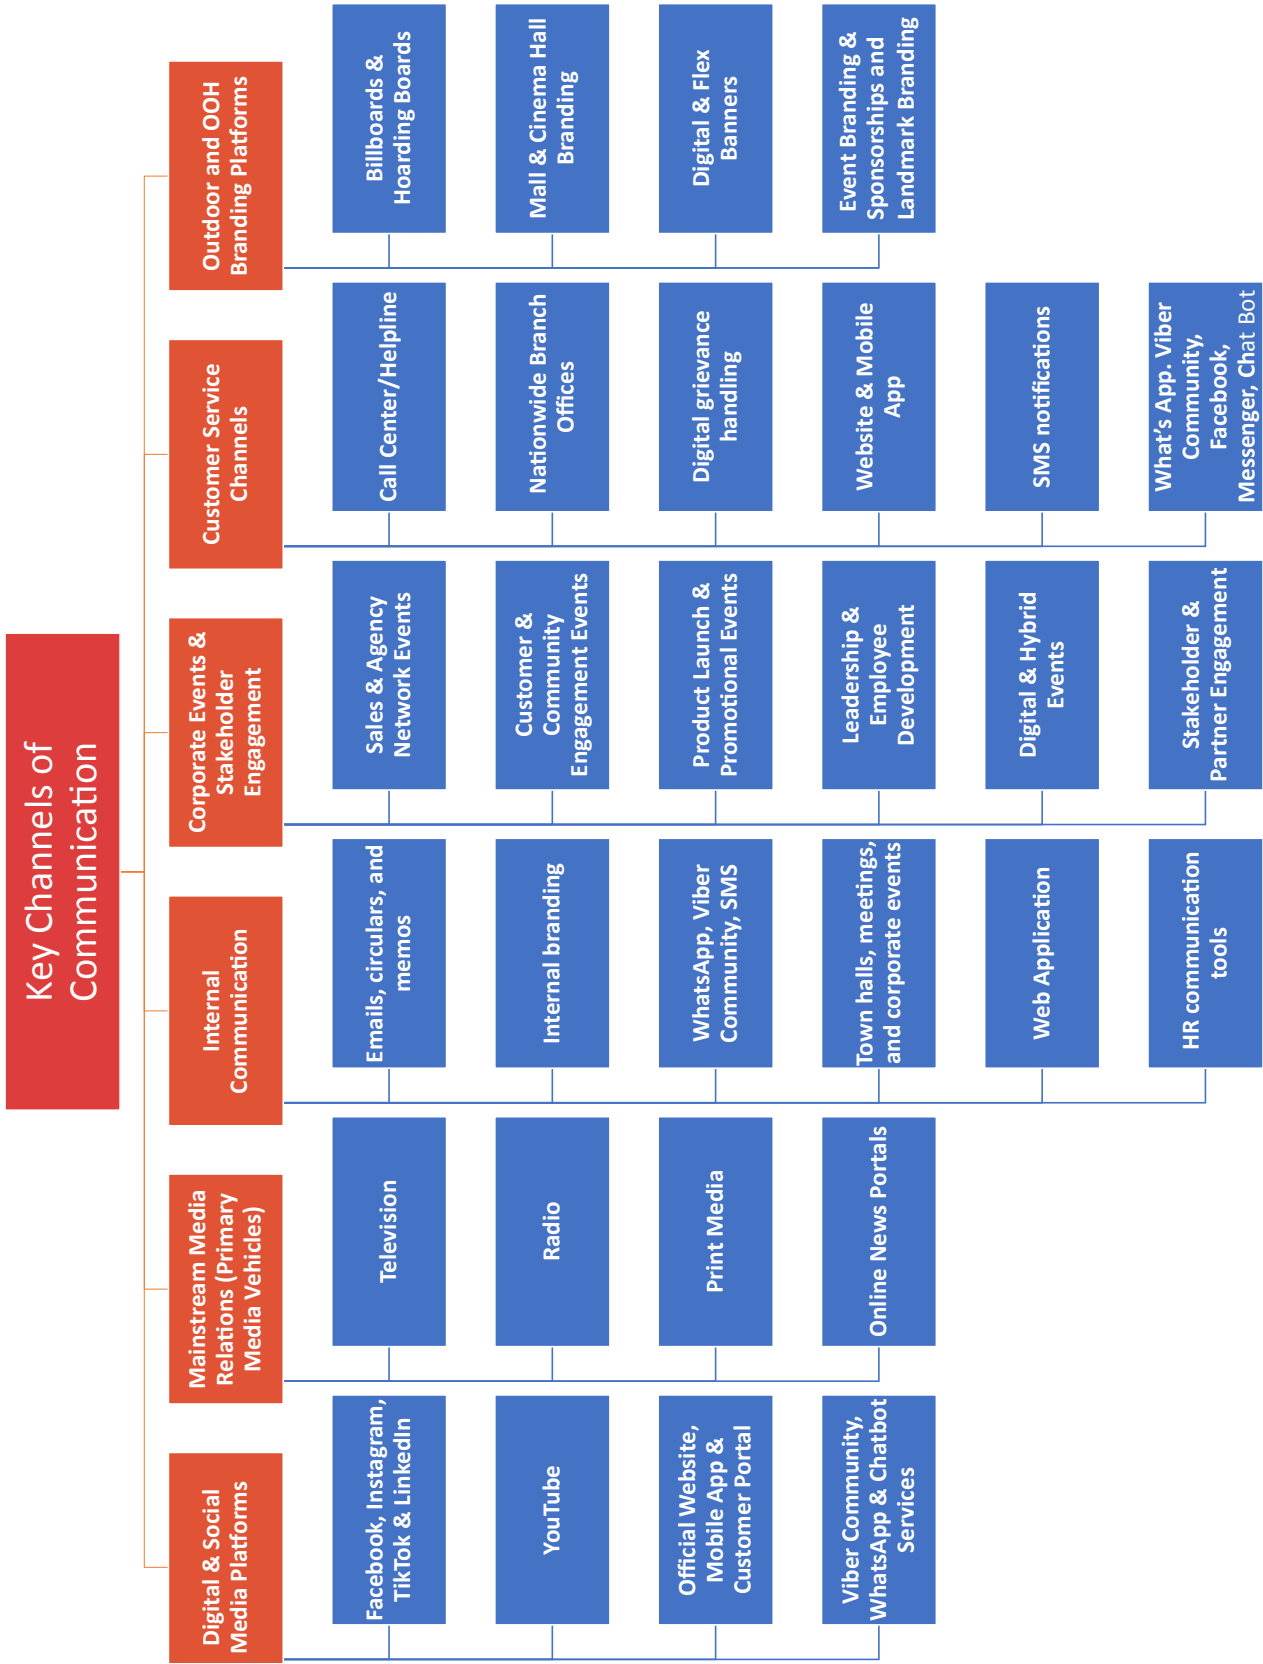 Key Channels of
Communication
Digital & Social
Media Platforms
Facebook, Instagram,
TikTok & LinkedIn
YouTube
Official Website,
Mobile App &
Customer Portal
Viber Community,
WhatsApp & Chatbot
Services
Mainstream Media
Relations (Primary
Media Vehicles)
Television
Radio
Print Media
Online News Portals
Internal
Communication
Emails, circulars, and
memos
Internal branding
WhatsApp, Viber
Community, SMS
Town halls, meetings,
and corporate events
Web Application
HR communication
tools
Corporate Events &
Stakeholder
Engagement
Sales & Agency
Network Events
Customer &
Community
Engagement Events
Product Launch &
Promotional Events
Leadership &
Employee
Development
Digital & Hybrid
Events
Stakeholder &
Partner Engagement
Customer Service
Channels
Call Center/Helpline
Nationwide Branch
Offices
Digital grievance
handling
Website & Mobile
App
SMS notifications
What's App. Viber
Community,
Facebook,
Messenger, Chat Bot
Outdoor and OOH
Branding Platforms
Billboards &
Hoarding Boards
Mall & Cinema Hall
Branding
Digital & Flex
Banners
Event Branding &
Sponsorships and
Landmark Branding